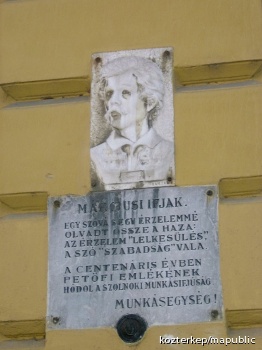 MÁRCIUSI IFJAK.
EGY SZÓVÁ S EGY ÉRZELEMMÉ
OLVADT ÖSSZE A HAZA:
AZ ÉRZELEM "LELKESÜLÉS"
A SZÓ "SZABADSÁG" VALA.
A CENTENÁRIS ÉVBEN
PETŐFI EMLÉKÉNEK
HÓDOL A SZOLNOKI MUNKÁSIFJÚSÁG
MUNKÁSEGYSÉG!
kozterkep/mapublic